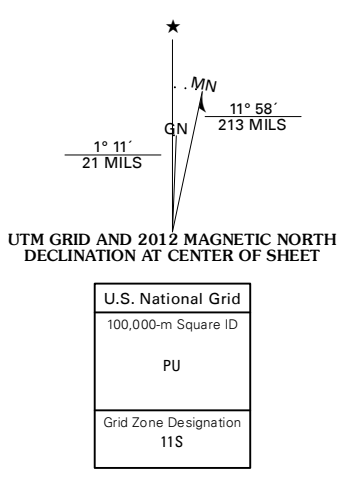 MN
11° 58´
213 MILS
GN
1° 11´
21 MILS
UTM GRID AND 2012 MAGNETIC NORTH
DECLINATION AT CENTER OF SHEET
U.S. National Grid
100,000-m Square ID
PU
Grid Zone Designation
11S